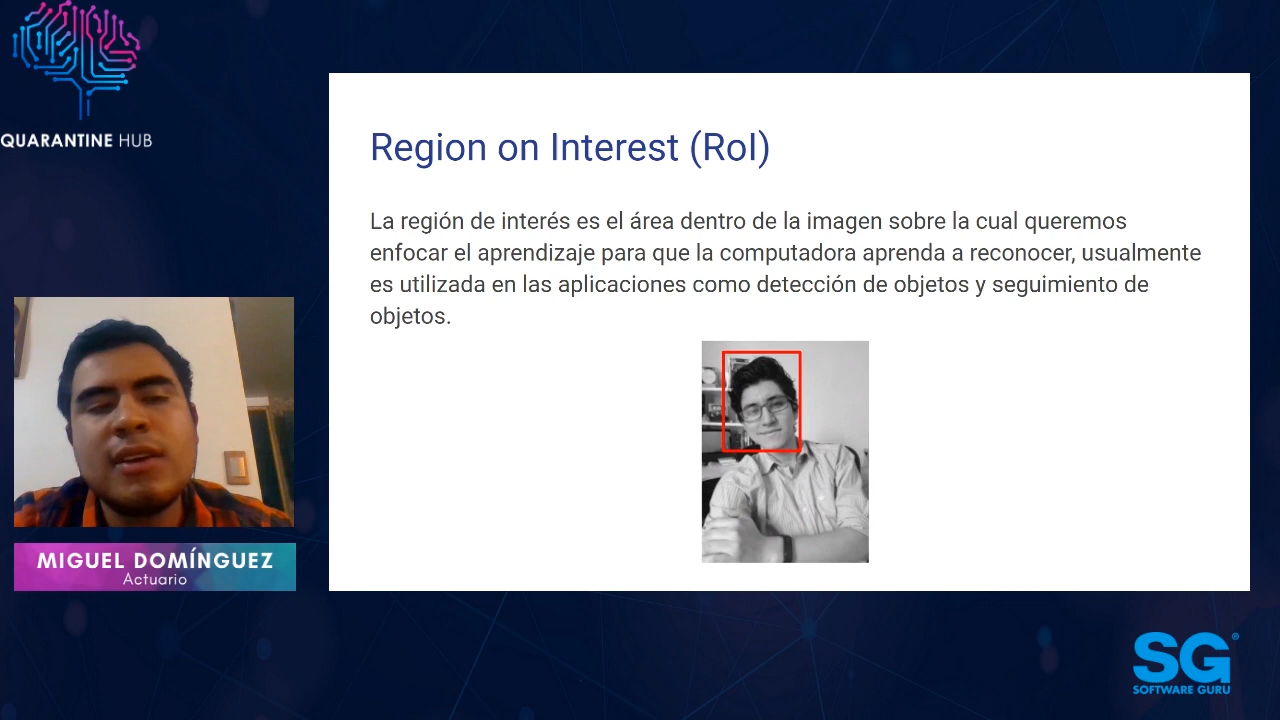 QUARANTINE HUB
Region on Interest (RoI)
La región de interés es el área dentro de la imagen sobre la cual queremos
enfocar el aprendizaje para que la computadora aprenda a reconocer, usualmente
es utilizada en las aplicaciones como detección de objetos y seguimiento de
objetos.
MIGUEL DOMÍNGUEZ
Actuario
SG®
SOFTWARE GURU